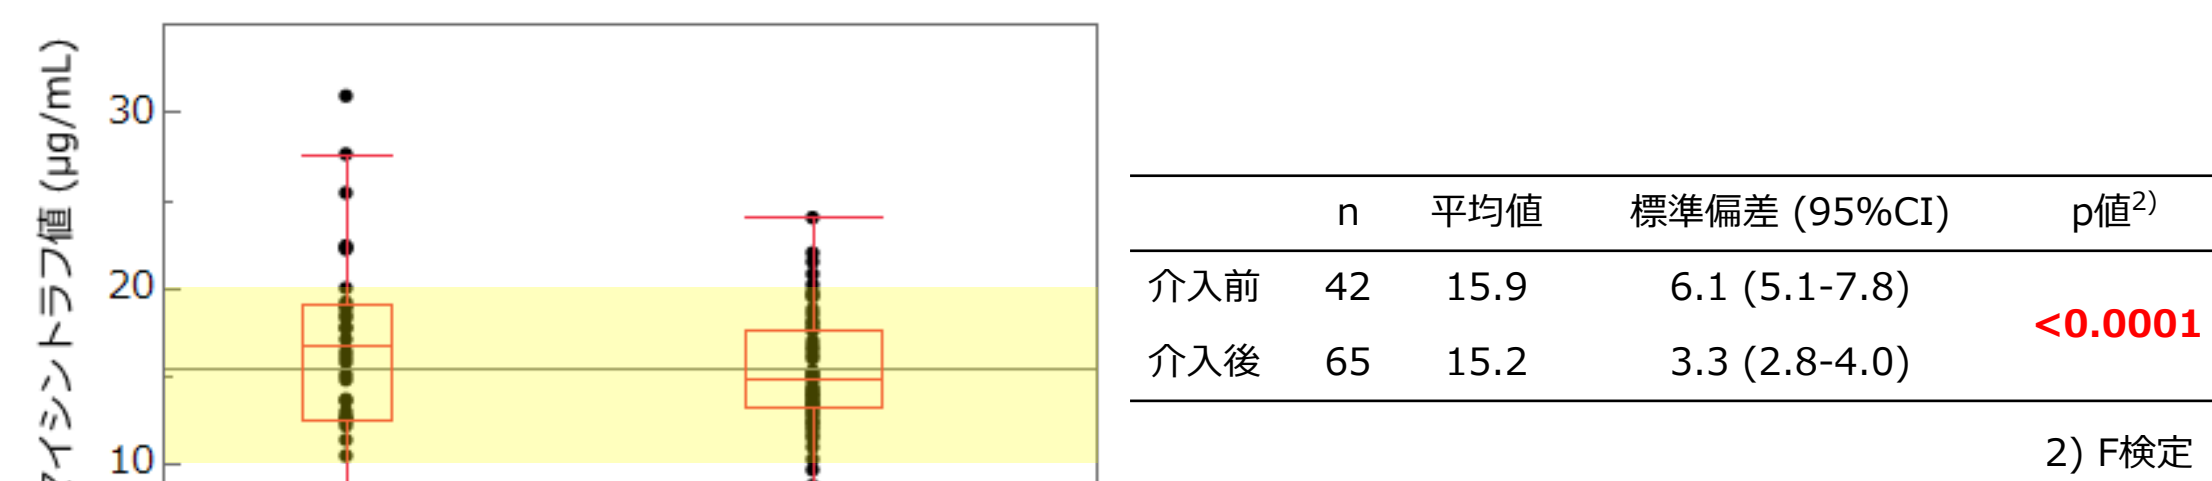 イシントラフ値 (μg/mL)
30
20
10
n 平均値 標準偏差 (95%CI) p値2)
介入前 42 15.9 6.1 (5.1-7.8)
<0.0001
介入後 65 15.2 3.3 (2.8-4.0)
2) F検定